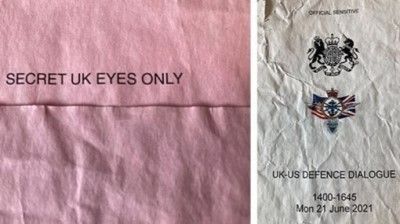 SECRET UK EYES ONLY
OFFICIAL SENSITIVE
UK-US DEFENCE DIALOGUE
1400-1645
Mon 21 June 2021